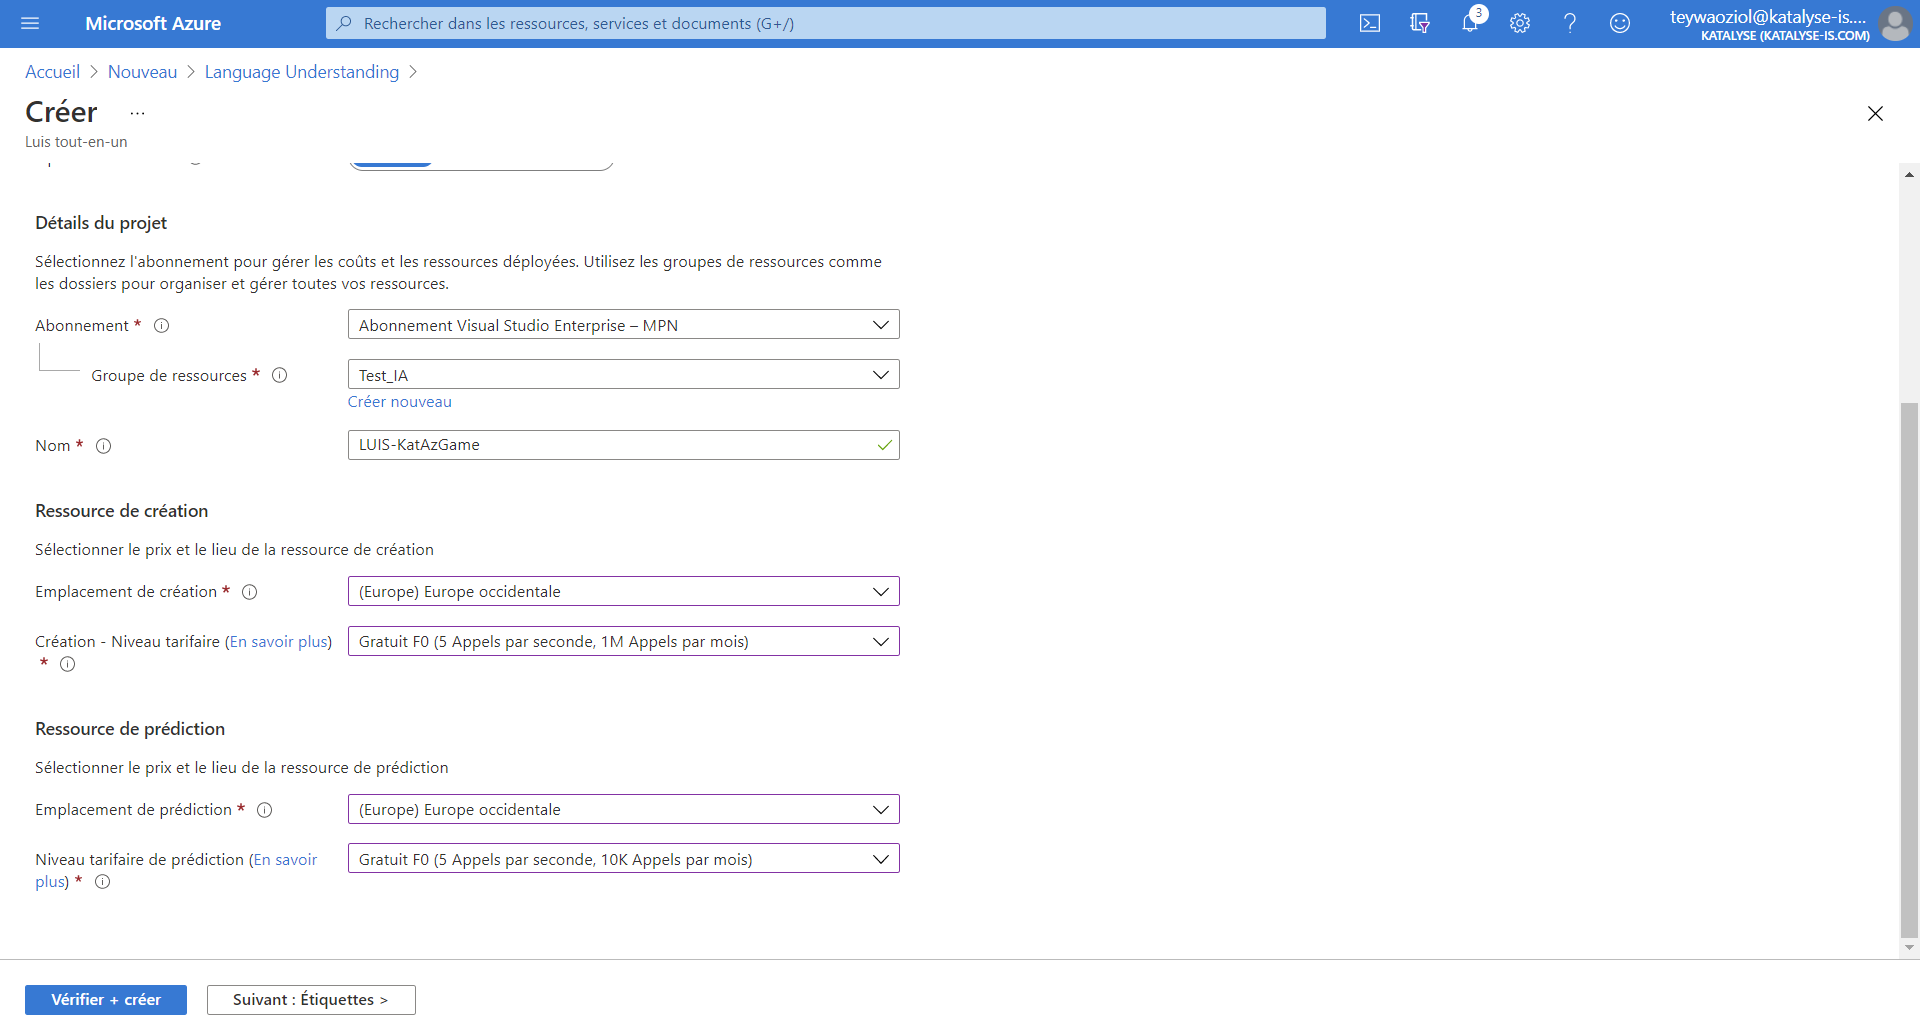 Microsoft Azure
Rechercher dans les ressources, services et documents (G+/)
3
teywaoziol@katalyse-is....
KATALYSE (KATALYSE-IS.COM)
Accueil > Nouveau > Language Understanding >
Créer ...
Luis tout-en-un
Détails du projet
Sélectionnez l'abonnement pour gérer les coûts et les ressources déployées. Utilisez les groupes de ressources comme
les dossiers pour organiser et gérer toutes vos ressources.
Abonnement *
Abonnement Visual Studio Enterprise – MPN
Groupe de ressources *
Test_IA
Créer nouveau
Nom *
LUIS-KatAzGame
Ressource de création
Sélectionner le prix et le lieu de la ressource de création
Emplacement de création *
(Europe) Europe occidentale
Création - Niveau tarifaire (En savoir plus)
*
Gratuit F0 (5 Appels par seconde, 1M Appels par mois)
Ressource de prédiction
Sélectionner le prix et le lieu de la ressource de prédiction
Emplacement de prédiction *
(Europe) Europe occidentale
Niveau tarifaire de prédiction (En savoir
plus) *
Gratuit F0 (5 Appels par seconde, 10K Appels par mois)
Vérifier + créer
Suivant : Étiquettes >